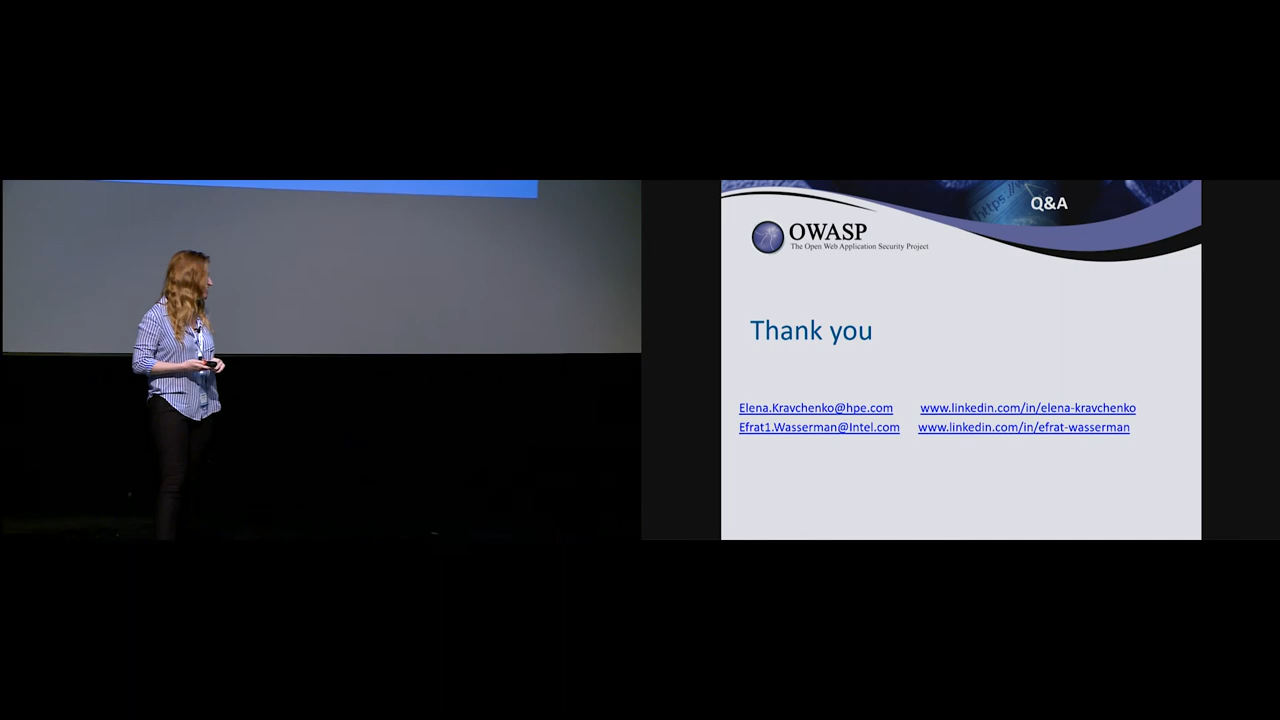 https://
Q&A
OWASP
The Open Web Application Security Project
Thank you
Elena.Kravchenko@hpe.com www.linkedin.com/in/elena-kravchenko
Efrat1.Wasserman@Intel.com www.linkedin.com/in/efrat-wasserman